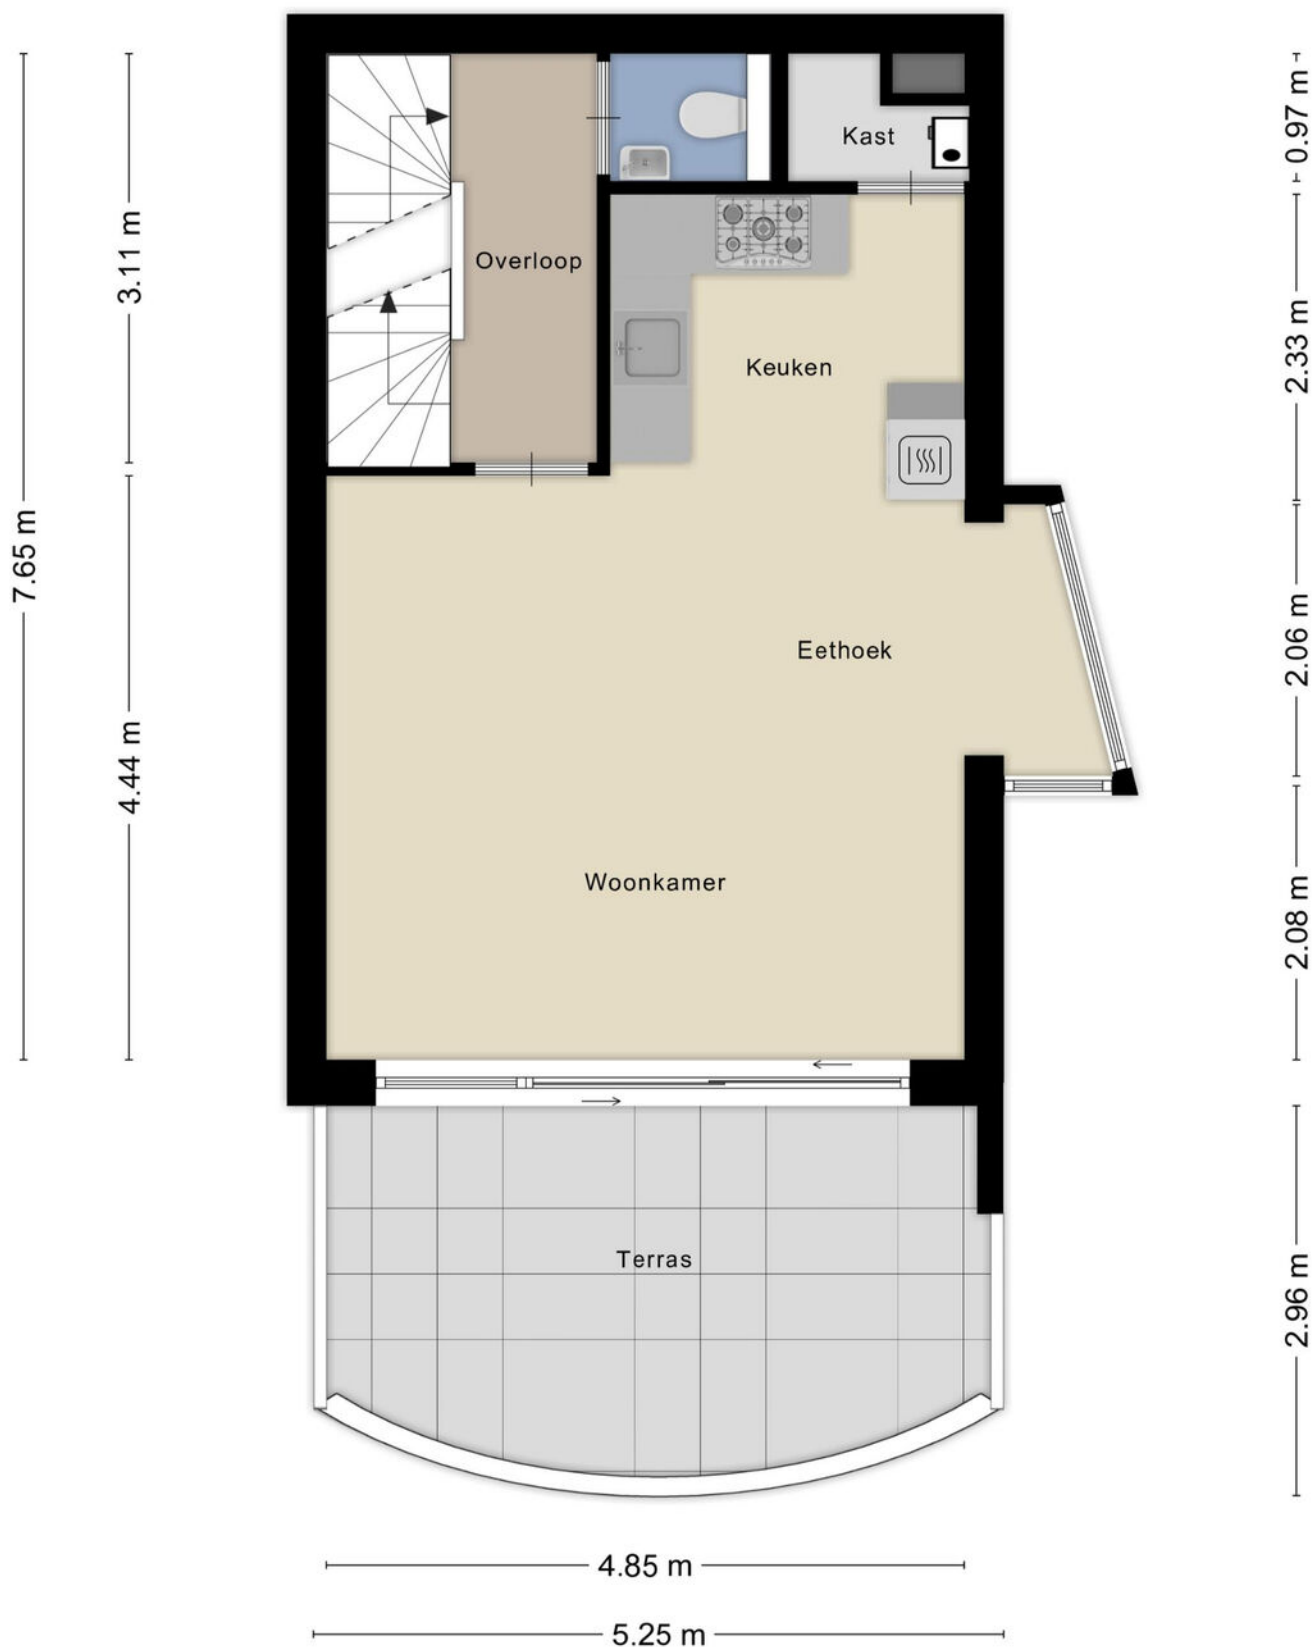 0.97 m
Kast
3.11 m
Overloop
2.33 m
Keuken
7.65 m
2.06 m
Eethoek
4.44 m
Woonkamer
2.08 m
Terras
2.96 m
4.85 m
5.25 m